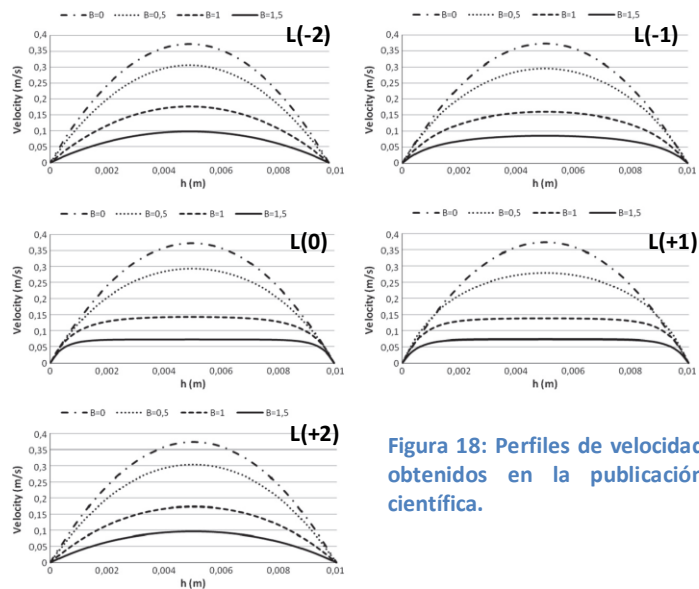 B=0 B=0,5 B=1 B=1,5
L(-2)
0,4
0,35
0,3
0,25
0,2
0,15
0,1
0,05
0
Velocity (m/s)
0 0,002 0,004 0,006 0,008 0,01
h (m)
B=0 B=0,5 B=1 B=1,5
L(-1)
0,4
0,35
0,3
0,25
0,2
0,15
0,1
0,05
0
Velocity (m/s)
0 0,002 0,004 0,006 0,008 0,01
h (m)
B=0 B=0,5 B=1 B=1,5
L(0)
0,4
0,35
0,3
0,25
0,2
0,15
0,1
0,05
0
Velocity (m/s)
0 0,002 0,004 0,006 0,008 0,01
h (m)
B=0 B=0,5 B=1 B=1,5
L(+1)
0,4
0,35
0,3
0,25
0,2
0,15
0,1
0,05
0
Velocity (m/s)
0 0,002 0,004 0,006 0,008 0,01
h (m)
B=0 B=0,5 B=1 B=1,5
L(+2)
0,4
0,35
0,3
0,25
0,2
0,15
0,1
0,05
0
Velocity (m/s)
0 0,002 0,004 0,006 0,008 0,01
h (m)
Figura 18: Perfiles de velocidad
obtenidos en la publicación
científica.